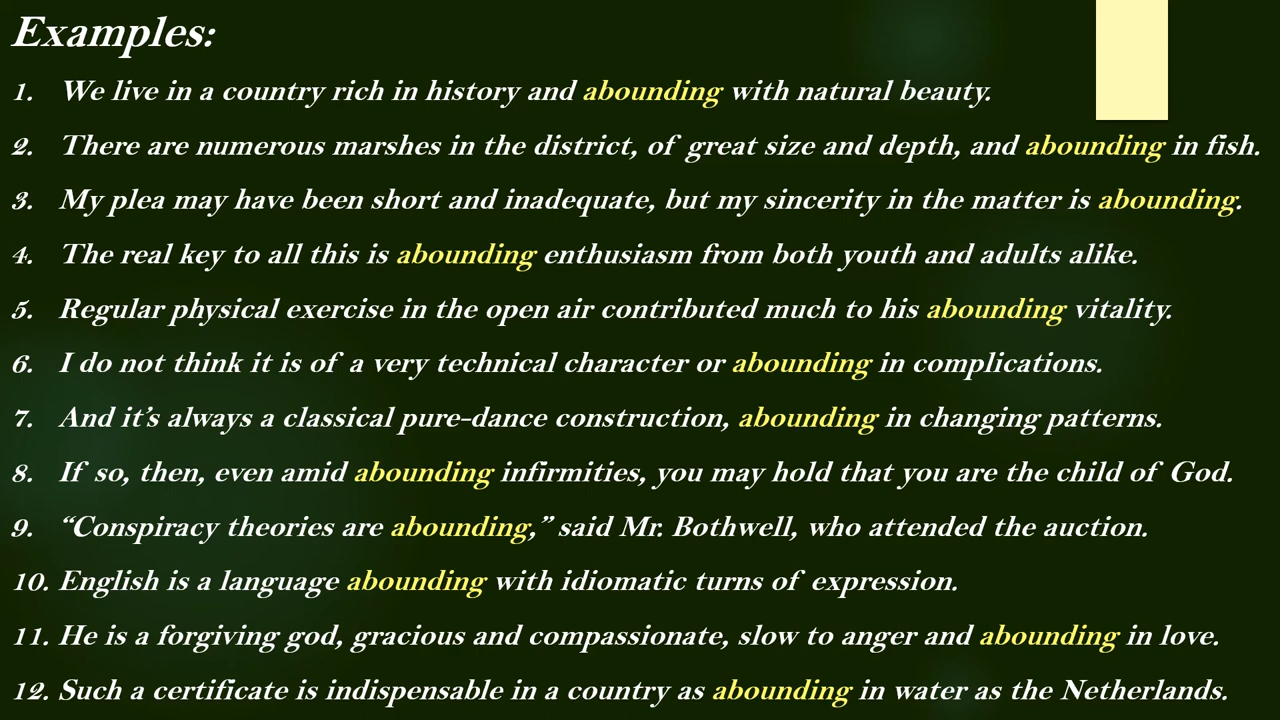 Examples:
1. We live in a country rich in history and abounding with natural beauty.
2. There are numerous marshes in the district, of great size and depth, and abounding in fish.
3. My plea may have been short and inadequate, but my sincerity in the matter is abounding.
4. The real key to all this is abounding enthusiasm from both youth and adults alike.
5. Regular physical exercise in the open air contributed much to his abounding vitality.
6. I do not think it is of a very technical character or abounding in complications.
7. And it’s always a classical pure-dance construction, abounding in changing patterns.
8. If so, then, even amid abounding infirmities, you may hold that you are the child of God.
9. “Conspiracy theories are abounding,” said Mr. Bothwell, who attended the auction.
10. English is a language abounding with idiomatic turns of expression.
11. He is a forgiving god, gracious and compassionate, slow to anger and abounding in love.
12. Such a certificate is indispensable in a country as abounding in water as the Netherlands.